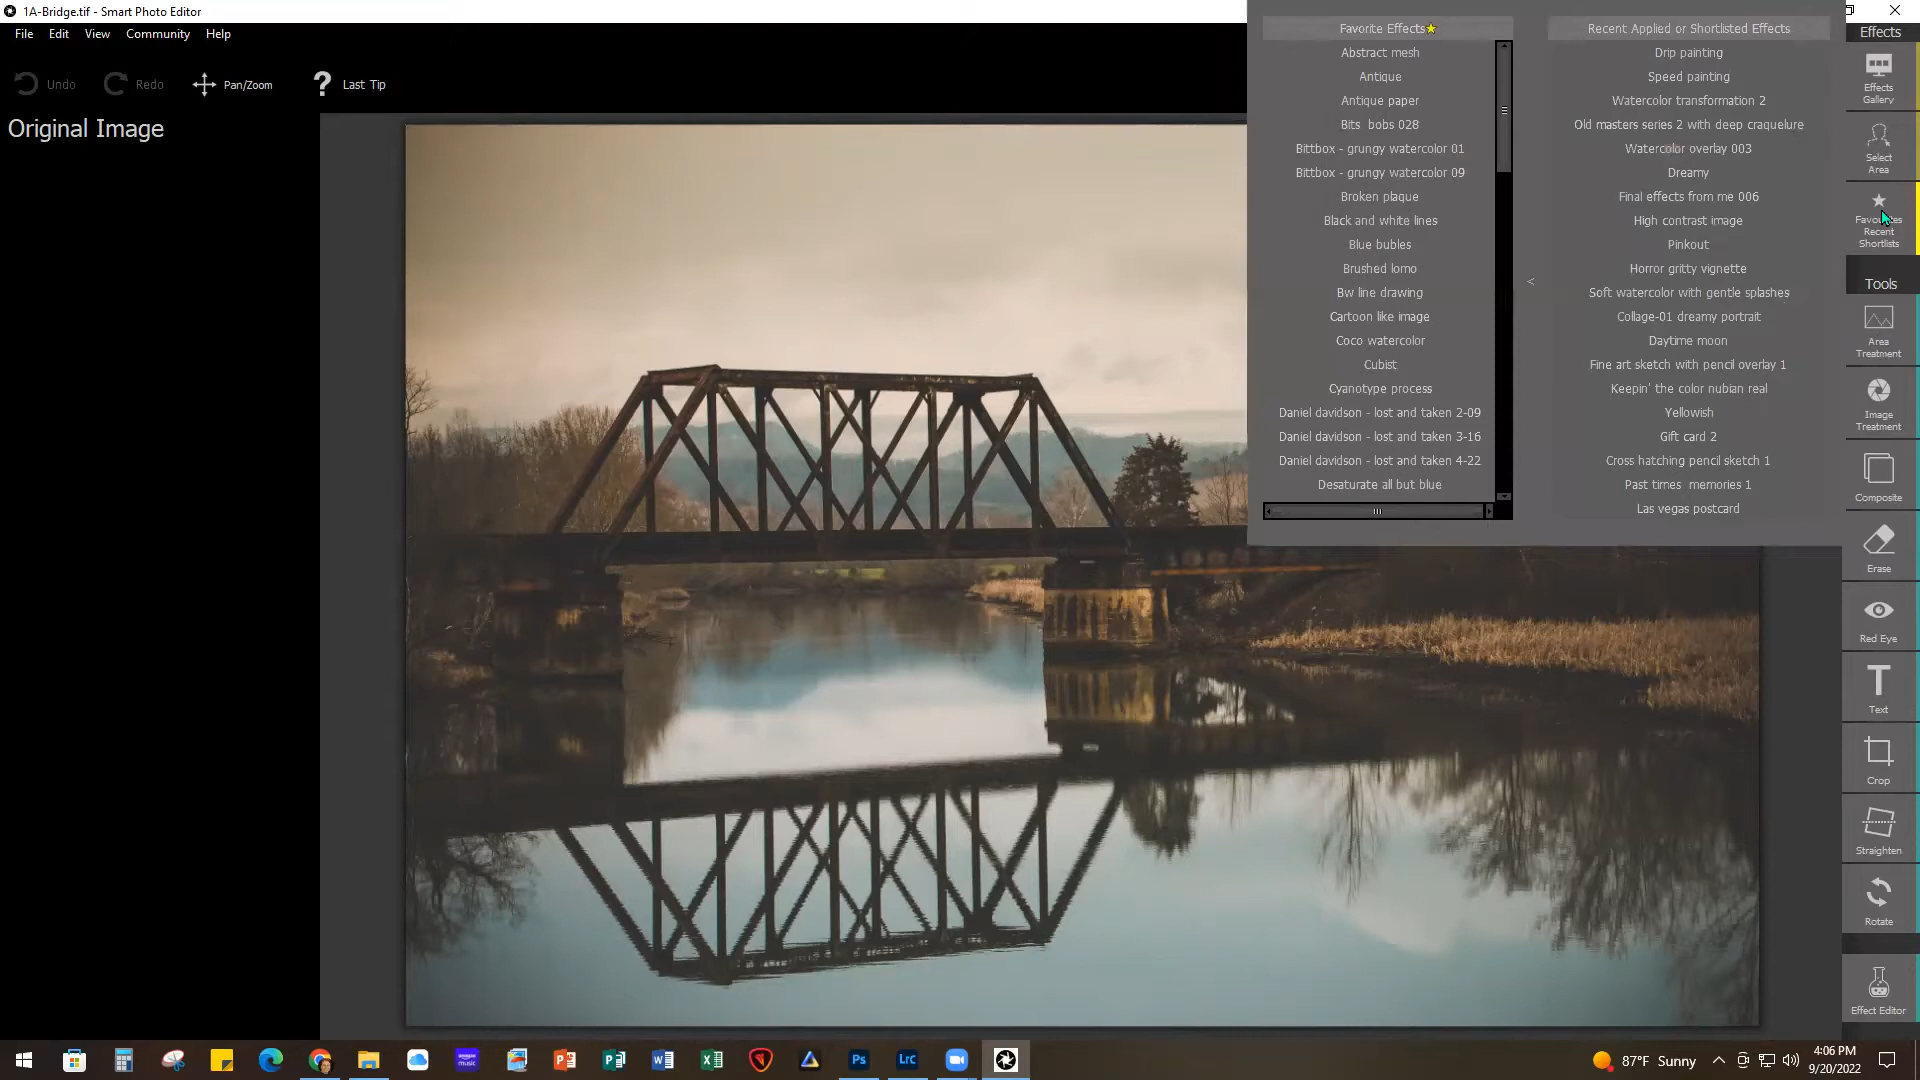 1A-Bridge.tif - Smart Photo Editor
File Edit View Community Help
Undo Redo Pan/Zoom ? Last Tip
Original Image
Favorite Effects
Abstract mesh
Antique
Antique paper
Bits bobs 028
Bittbox - grungy watercolor 01
Bittbox - grungy watercolor 09
Broken plaque
Black and white lines
Blue bubles
Brushed lomo
Bw line drawing
Cartoon like image
Coco watercolor
Cubist
Cyanotype process
Daniel davidson - lost and taken 2-09
Daniel davidson - lost and taken 3-16
Daniel davidson - lost and taken 4-22
Desaturate all but blue
<
Recent Applied or Shortlisted Effects
Drip painting
Speed painting
Watercolor transformation 2
Old masters series 2 with deep craquelure
Watercolor overlay 003
Dreamy
Final effects from me 006
High contrast image
Pinkout
Horror gritty vignette
Soft watercolor with gentle splashes
Collage-01 dreamy portrait
Daytime moon
Fine art sketch with pencil overlay 1
Keepin' the color nubian real
Yellowish
Gift card 2
Cross hatching pencil sketch 1
Past times memories 1
Las vegas postcard
Effects
Effects
Gallery
Select
Area
Favourites
Recent
Shortlists
Tools
Area
Treatment
Image
Treatment
Composite
Erase
Red Eye
T
Text
Crop
Straighten
Rotate
Effect Editor
amazon
music
P
P
W
X
Ps
Lrc
87°F Sunny
4:06 PM
9/20/2022